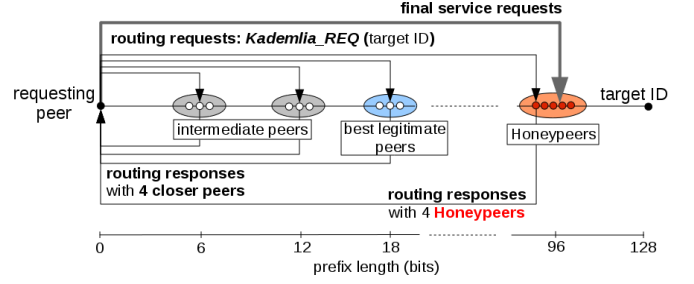 final service requests
routing requests: Kademlia_REQ (target ID)
requesting
peer
target ID
intermediate peers
best legitimate
peers
Honeypeers
routing responses
with 4 closer peers
routing responses
with 4 Honeypeers
0
6
12
18
96
128
prefix length (bits)